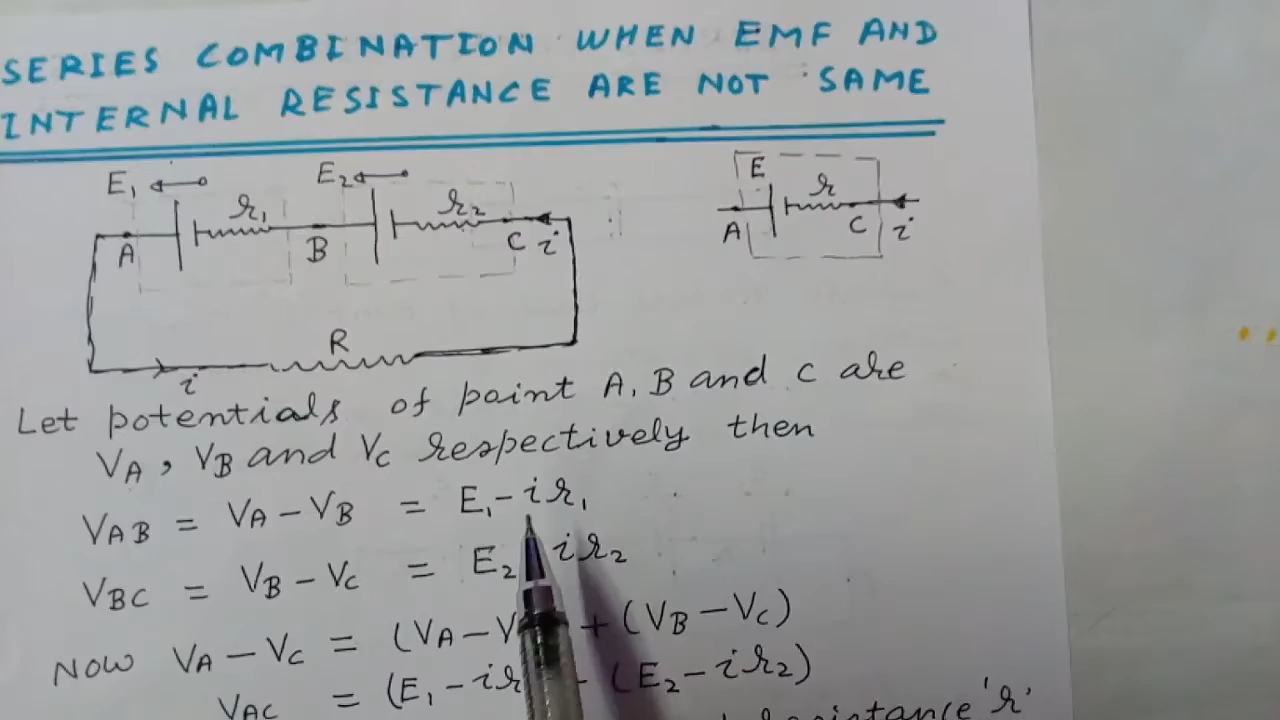 SERIES COMBINATION WHEN EMF AND
INTERNAL RESISTANCE ARE NOT SAME
E₁ E₂ E
r₁ r₂ r
A B C i A C i
R
i
Let potentials of point A, B and C are
VA, VB and VC respectively then
VAB = VA - VB = E₁ - ir₁
VBC = VB - VC = E₂ ir₂
Now VA - VC = (VA - V + (VB - VC)
VAC = (E₁ - ir (E₂ - ir₂)
'r'